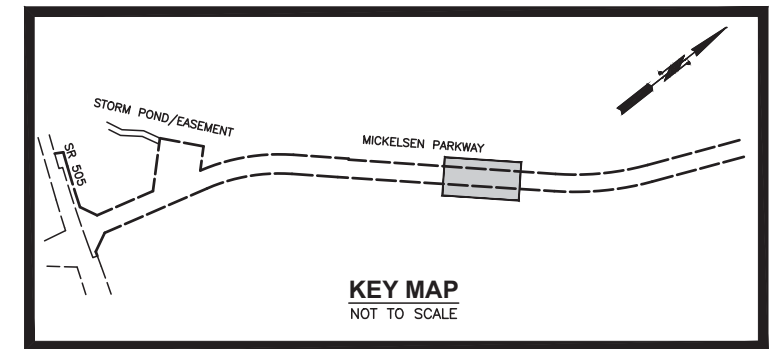 STORM POND/EASEMENT
MICKELSEN PARKWAY
SR 505
KEY MAP
NOT TO SCALE